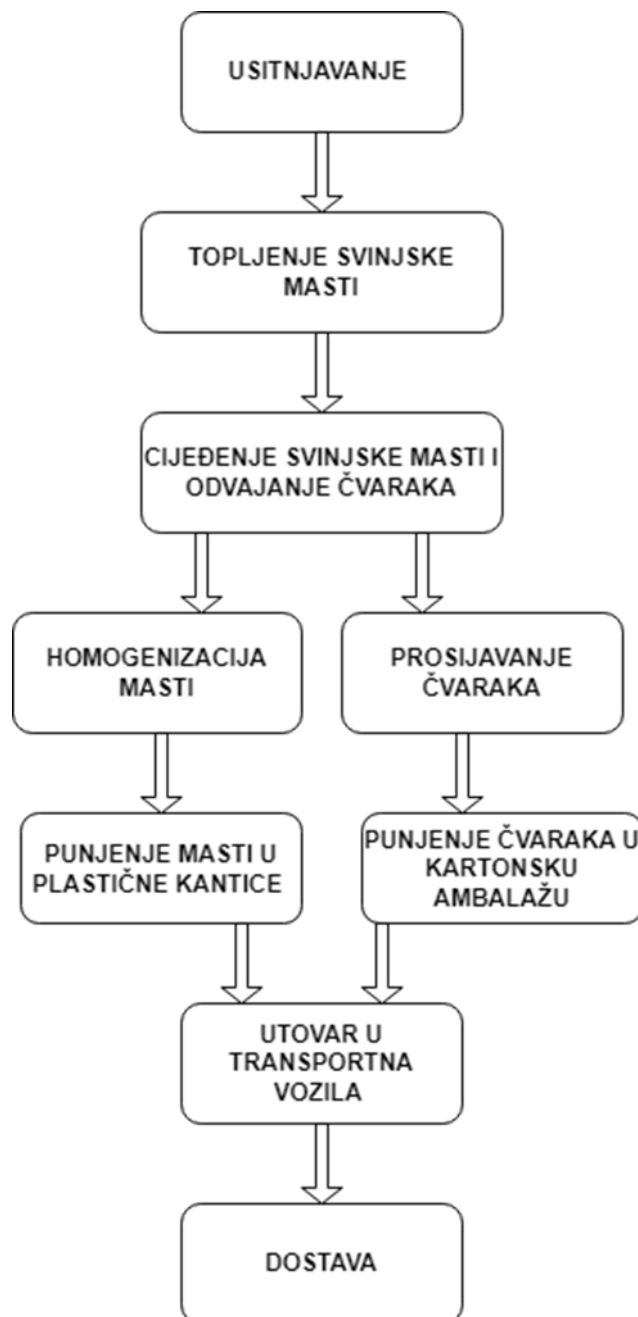 USITNJAVANJE
TOPLJENJE SVINJSKE
MASTI
CIJEĐENJE SVINJSKE MASTI I
ODVAJANJE ČVARAKA
HOMOGENIZACIJA
MASTI
PROSIJAVANJE
ČVARAKA
PUNJENJE MASTI U
PLASTIČNE KANTICE
PUNJENJE ČVARAKA U
KARTONSKU
AMBALAŽU
UTOVAR U
TRANSPORTNA
VOZILA
DOSTAVA